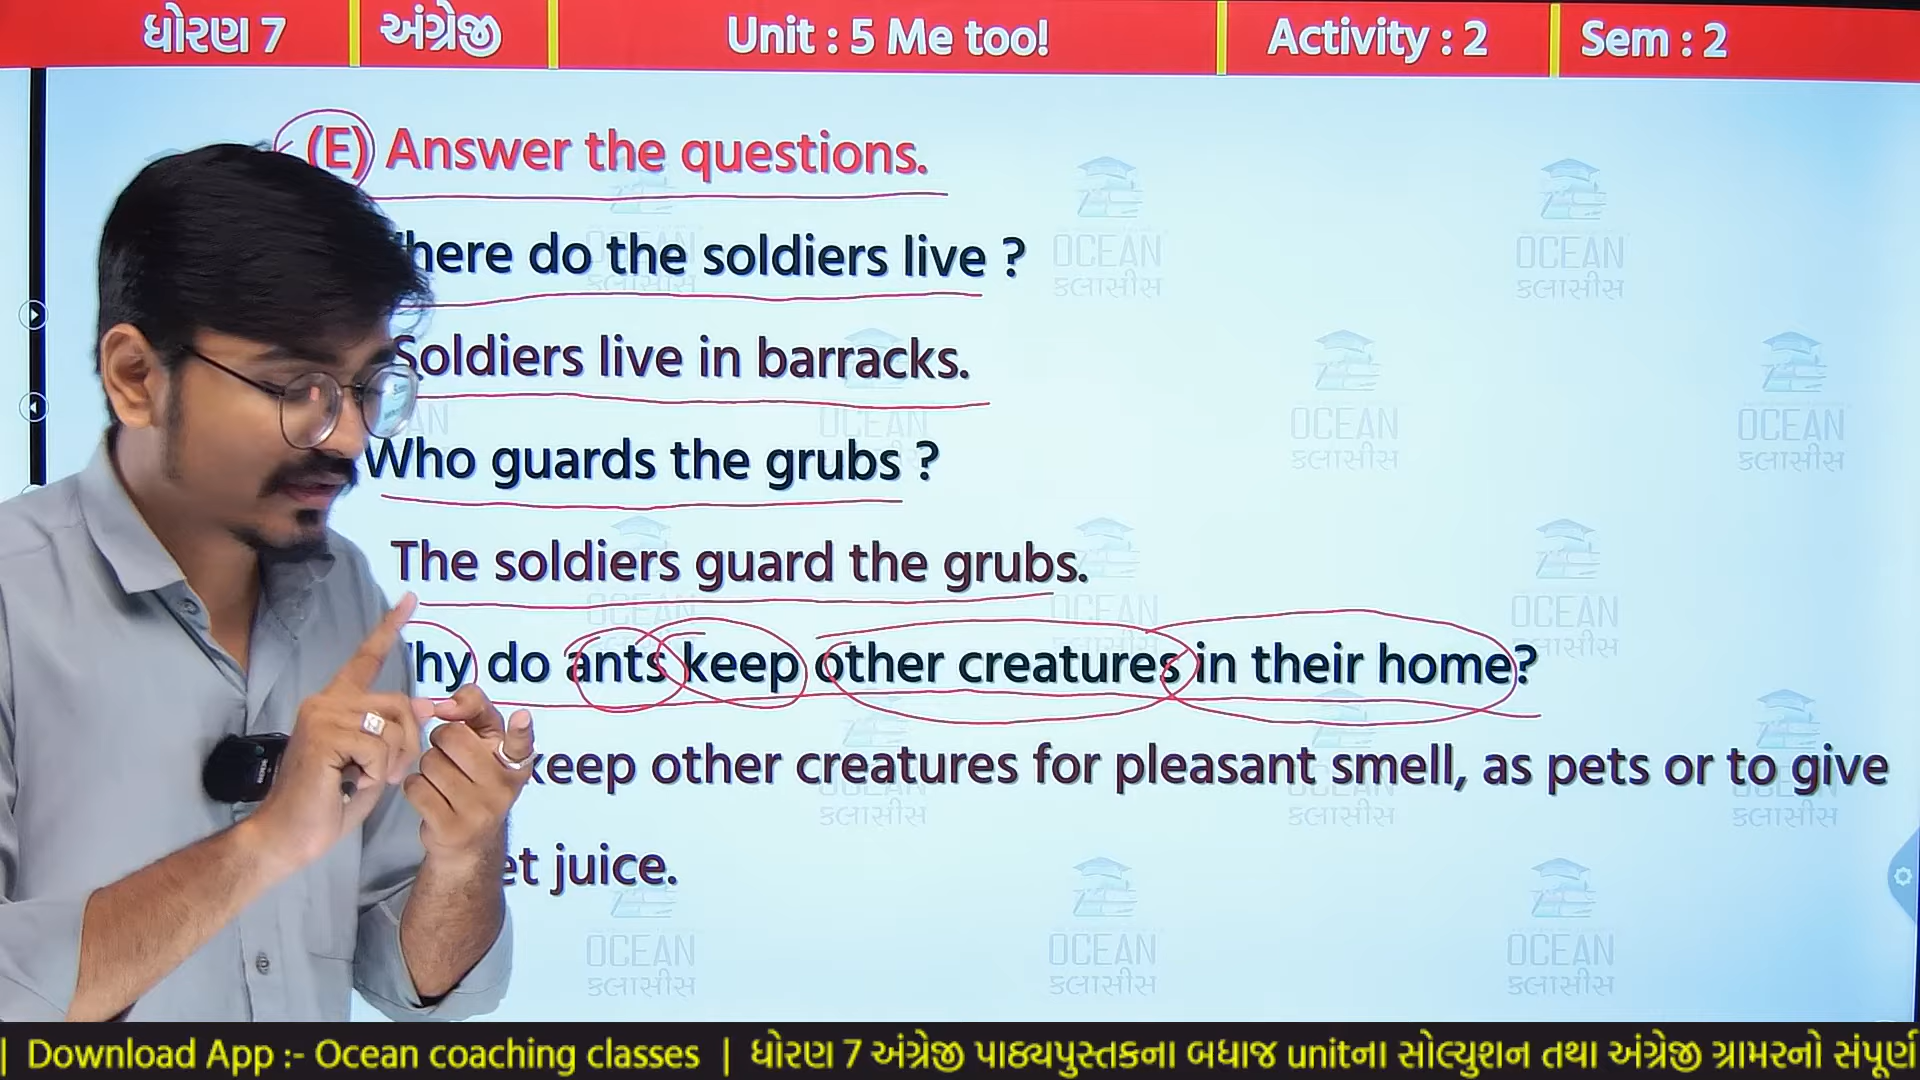 ધોરણ 7 અંગ્રેજી Unit : 5 Me too! Activity : 2 Sem : 2
(E) Answer the questions.
do the soldiers live ?
Soldiers live in barracks.
Who guards the grubs ?
The soldiers guard the grubs.
do ants keep other creatures in their home?
keep other creatures for pleasant smell, as pets or to give
juice.
OCEAN
ક્લાસીસ
| Download App :- Ocean coaching classes | ધોરણ 7 અંગ્રેજી પાઠ્યપુસ્તકના બધાજ unitના સોલ્યુશન તથા અંગ્રેજી ગ્રામરનો સંપૂર્ણ